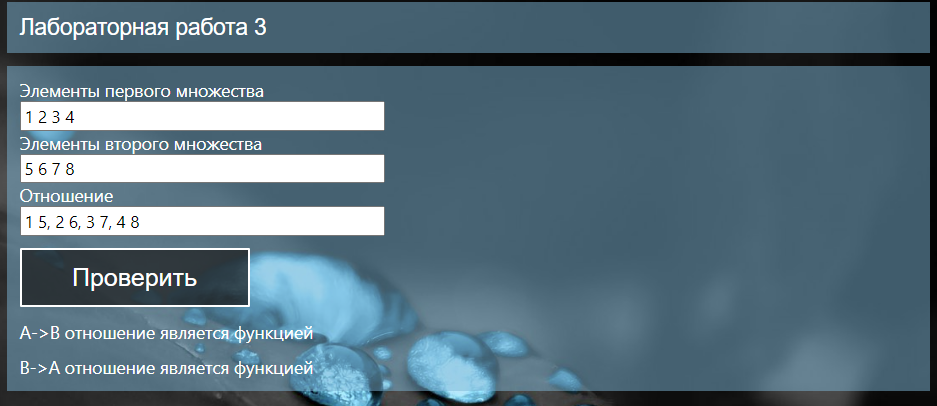 Лабораторная работа 3
Элементы первого множества
1 2 3 4
Элементы второго множества
5 6 7 8
Отношение
1 5, 2 6, 3 7, 4 8
Проверить
A->B отношение является функцией
B->A отношение является функцией